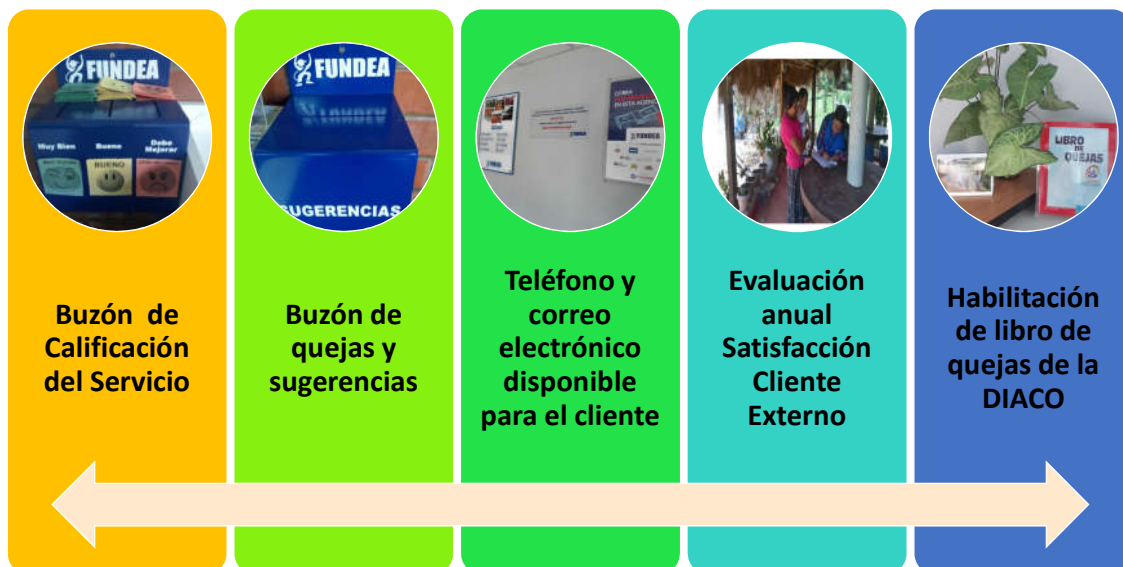 FUNDEA
Muy Bien Bueno Debe Mejorar
BUENO
Buzón de
Calificación
del Servicio
FUNDEA
SUGERENCIAS
Buzón de
quejas y
sugerencias
FUNDEA
Teléfono y
correo
electrónico
disponible
para el cliente
Evaluación
anual
Satisfacción
Cliente
Externo
LIBRO
DE
QUEJAS
Habilitación
de libro de
quejas de la
DIACO